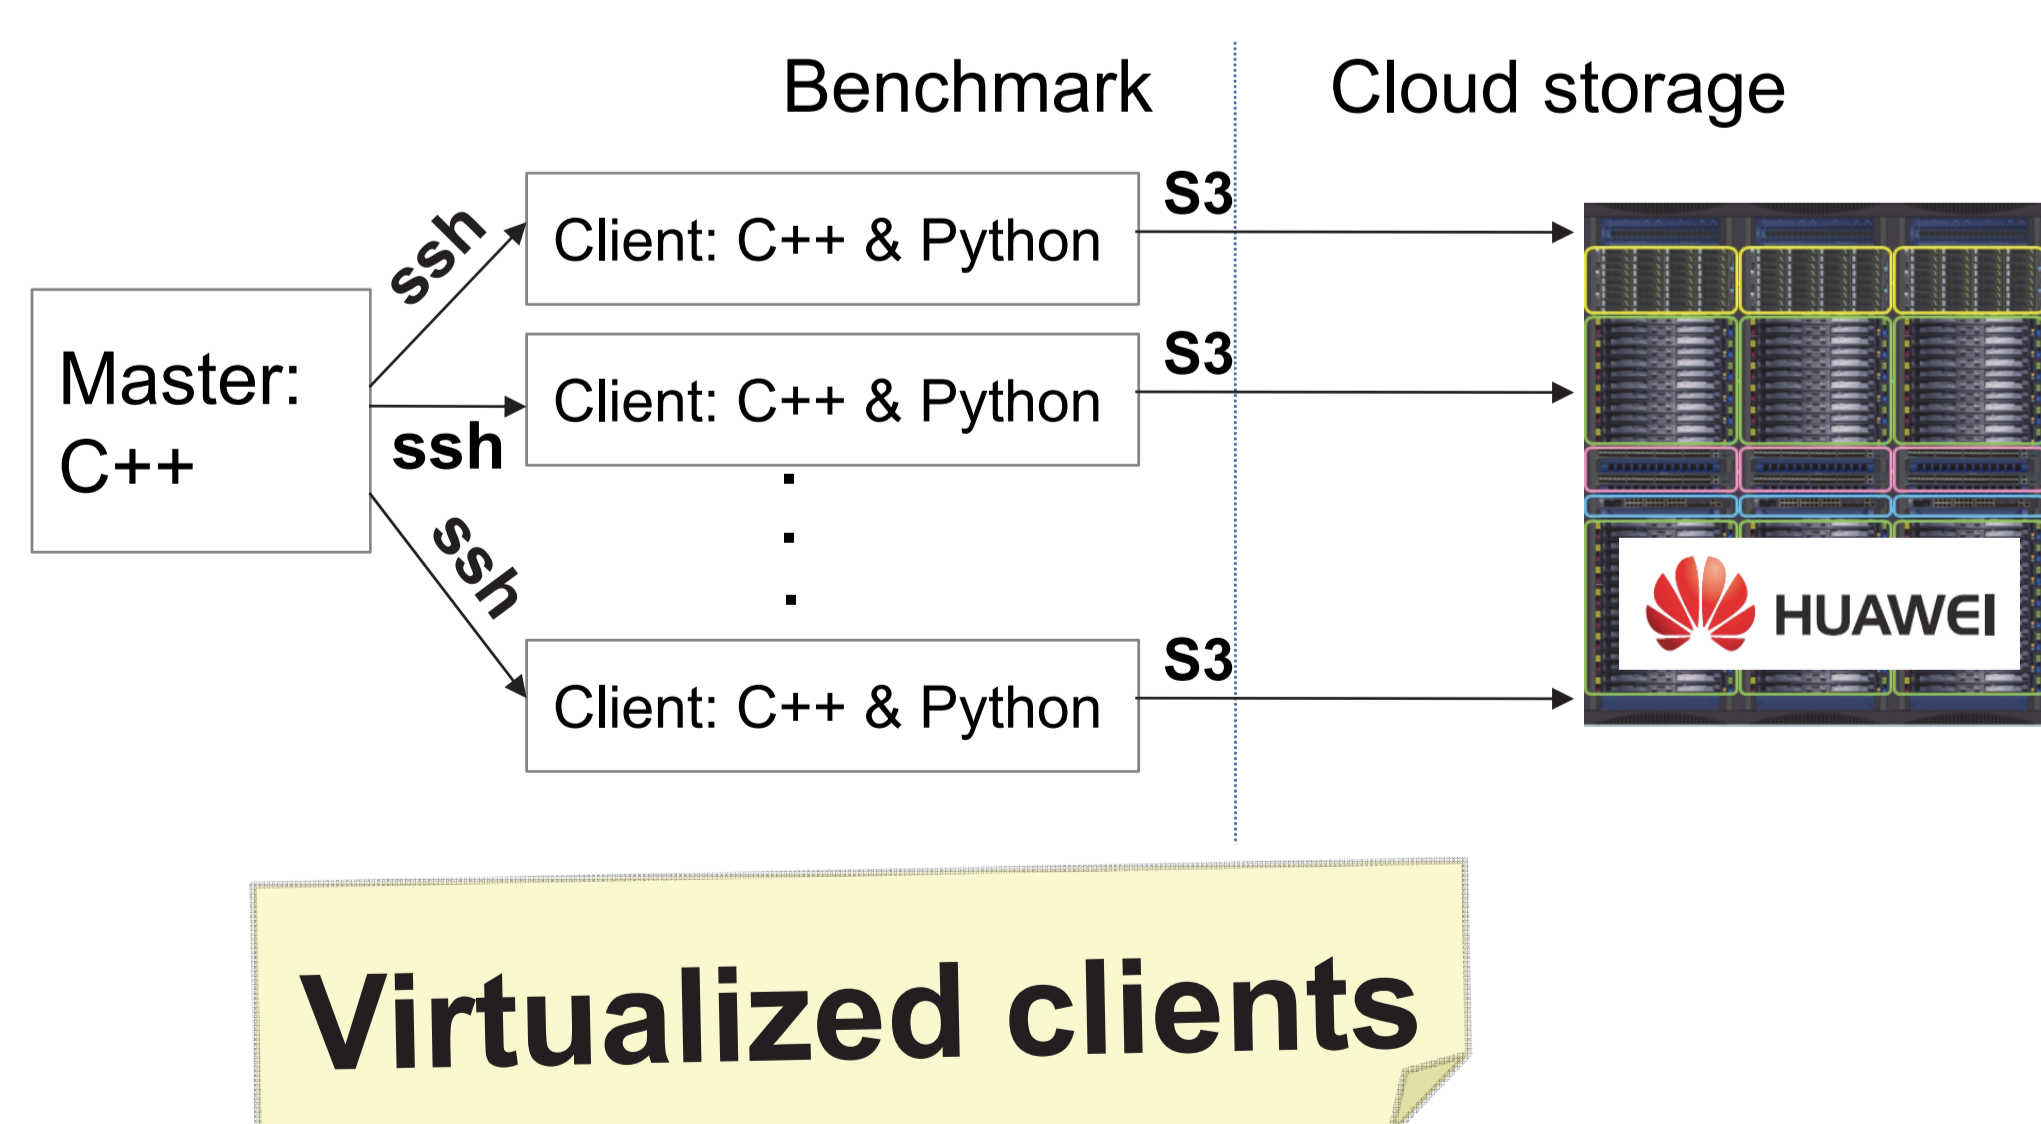 Benchmark
Cloud storage
Master:
C++
ssh
ssh
ssh
Client: C++ & Python
S3
Client: C++ & Python
S3
.
.
.
Client: C++ & Python
S3
HUAWEI
Virtualized clients